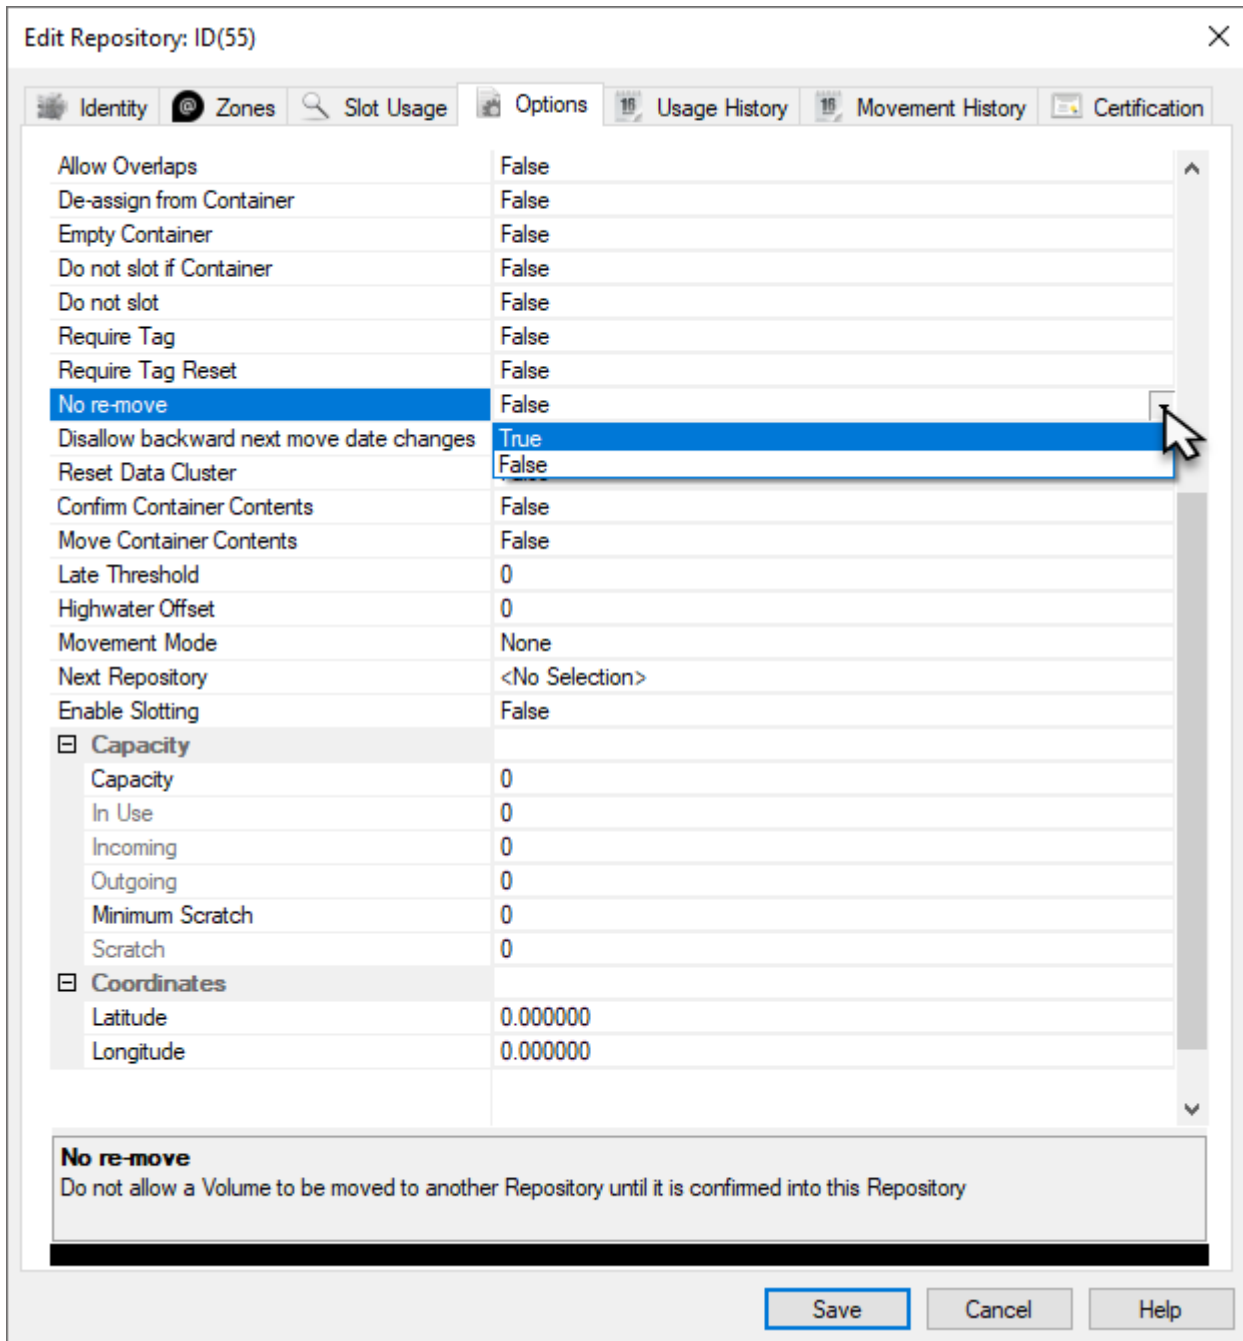 Edit Repository: ID(55)
Identity Zones Slot Usage Options Usage History Movement History Certification
Allow Overlaps False
De-assign from Container False
Empty Container False
Do not slot if Container False
Do not slot False
Require Tag False
Require Tag Reset False
No re-move False
Disallow backward next move date changes True
False
Reset Data Cluster
Confirm Container Contents False
Move Container Contents False
Late Threshold 0
Highwater Offset 0
Movement Mode None
Next Repository <No Selection>
Enable Slotting False
Capacity
Capacity 0
In Use 0
Incoming 0
Outgoing 0
Minimum Scratch 0
Scratch 0
Coordinates
Latitude 0.000000
Longitude 0.000000
No re-move
Do not allow a Volume to be moved to another Repository until it is confirmed into this Repository
Save Cancel Help